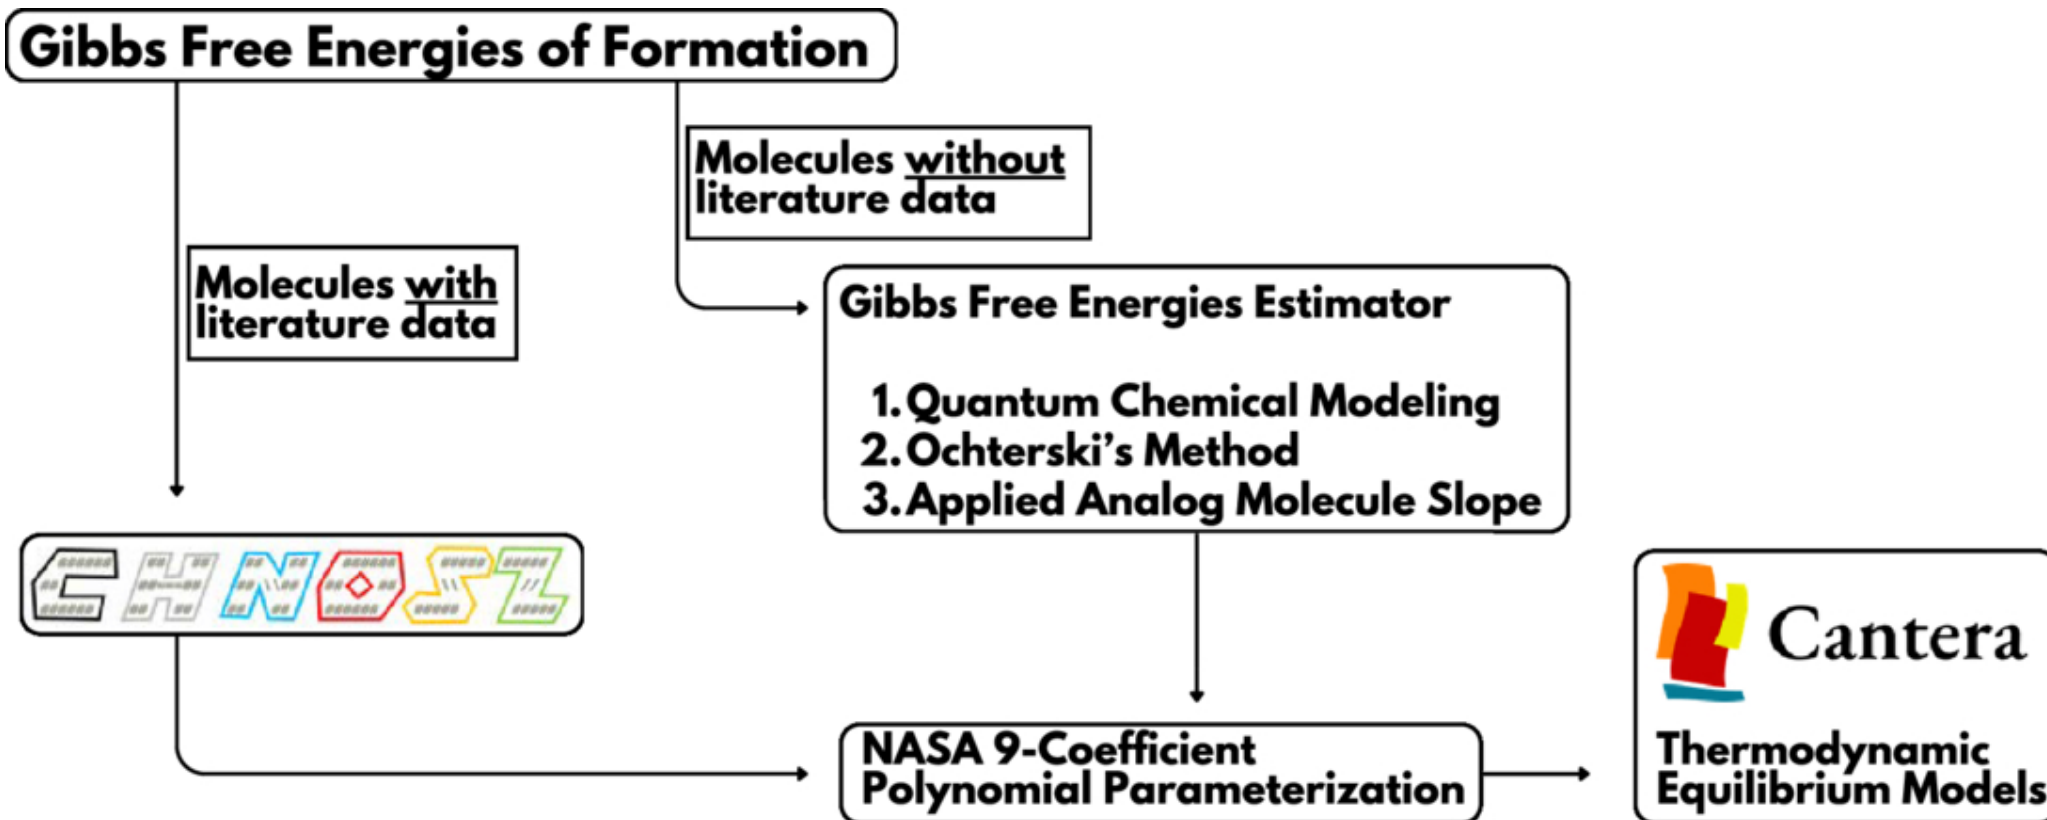 Gibbs Free Energies of Formation
Molecules without
literature data
Molecules with
literature data
Gibbs Free Energies Estimator
1. Quantum Chemical Modeling
2. Ochterski's Method
3. Applied Analog Molecule Slope
CHNOSZ
Cantera
NASA 9-Coefficient
Polynomial Parameterization
Thermodynamic
Equilibrium Models